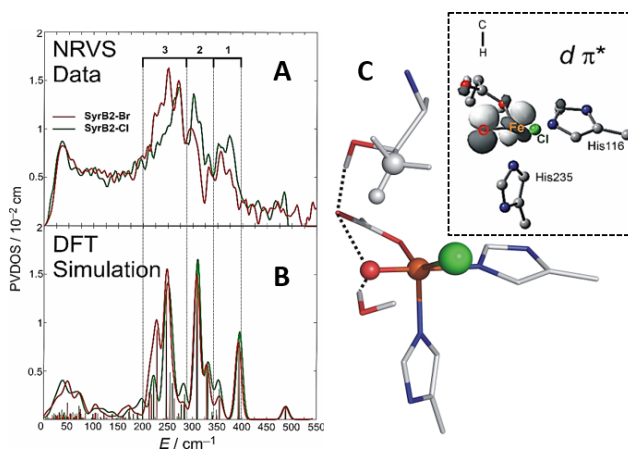 NRVS
Data
A
3 2 1
SyrB2-Br
SyrB2-Cl
2
1.5
1
0.5
DFT
Simulation
B
2
1.5
1
0.5
PVDOS / 10⁻² cm
0 50 100 150 200 250 300 350 400 450 500 550
E / cm⁻¹
C
C
H
d π*
O
Fe
Cl
His116
His235